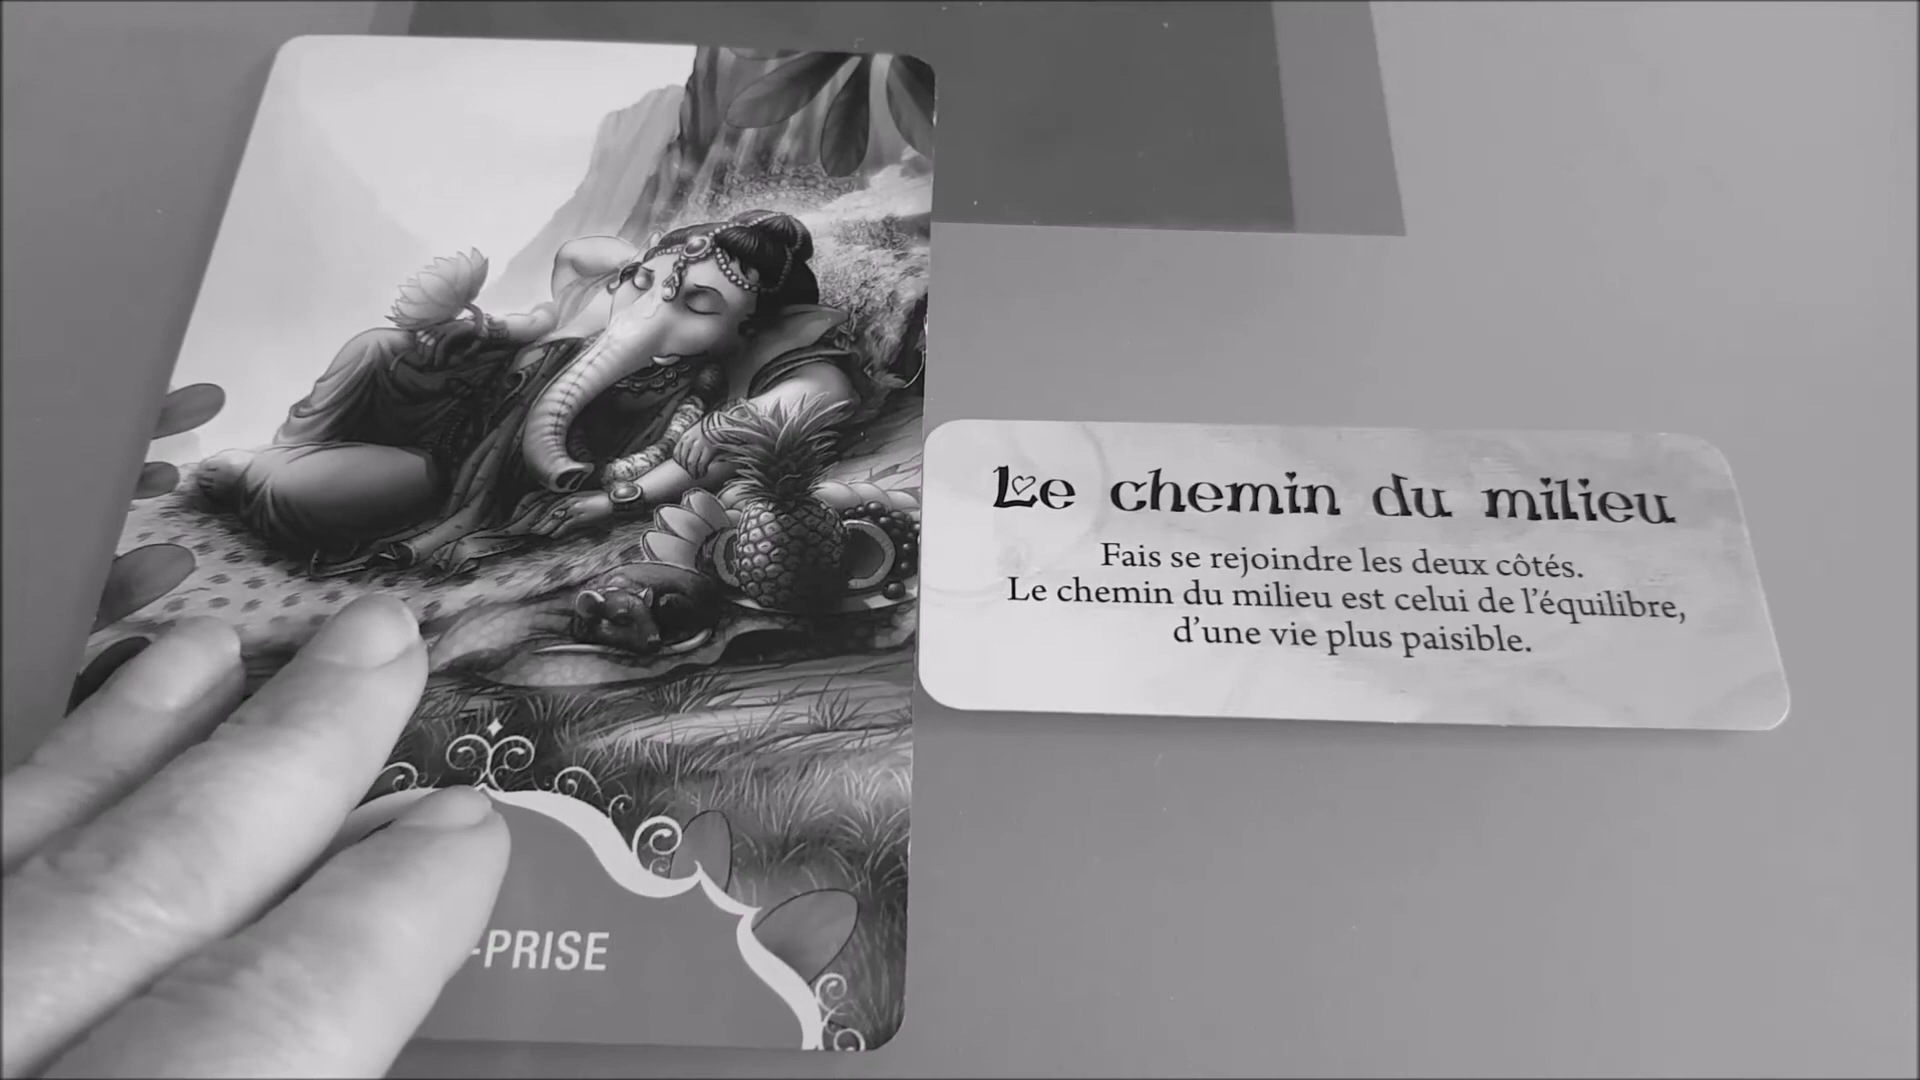 -PRISE
Le chemin du milieu
Fais se rejoindre les deux côtés.
Le chemin du milieu est celui de l'équilibre,
d'une vie plus paisible.